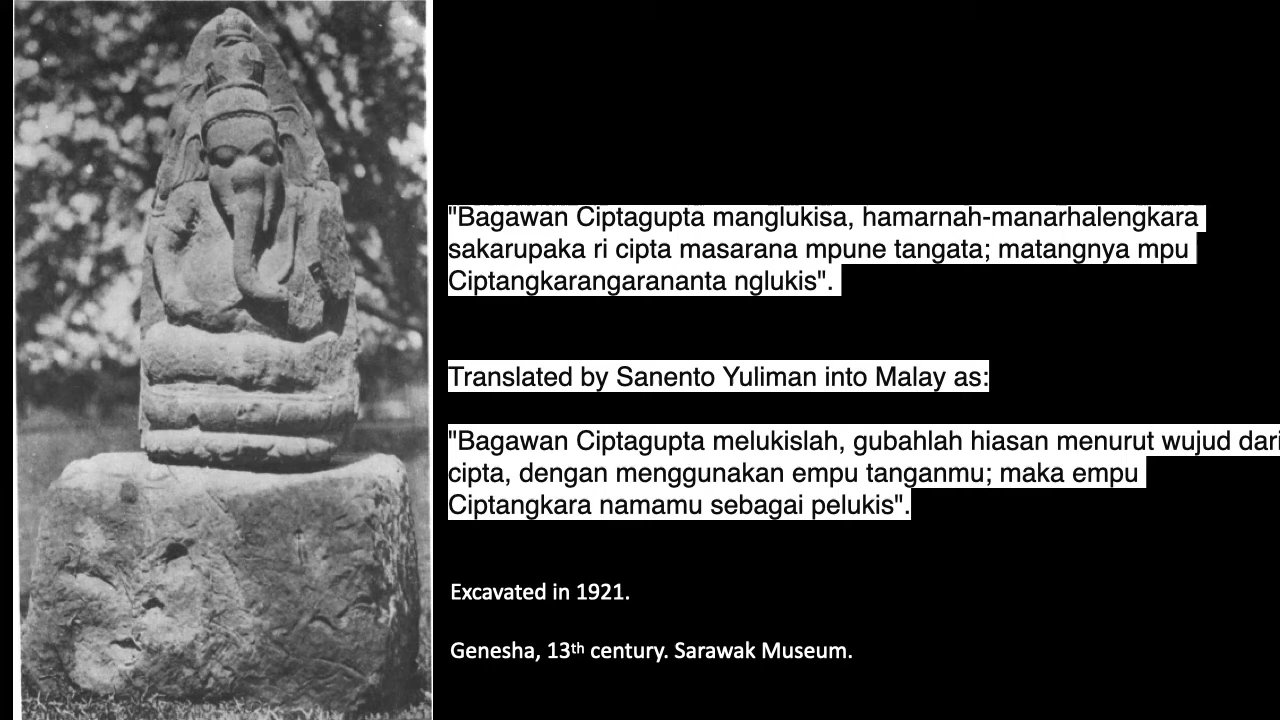 "Bagawan Ciptagupta manglukisa, hamarnah-manarhalengkara
sakarupaka ri cipta masarana mpune tangata; matangnya mpu
Ciptangkarangarananta nglukis".
Translated by Sanento Yuliman into Malay as:
"Bagawan Ciptagupta melukislah, gubahlah hiasan menurut wujud dari
cipta, dengan menggunakan empu tanganmu; maka empu
Ciptangkara namamu sebagai pelukis".
Excavated in 1921.
Genesha, 13th century. Sarawak Museum.